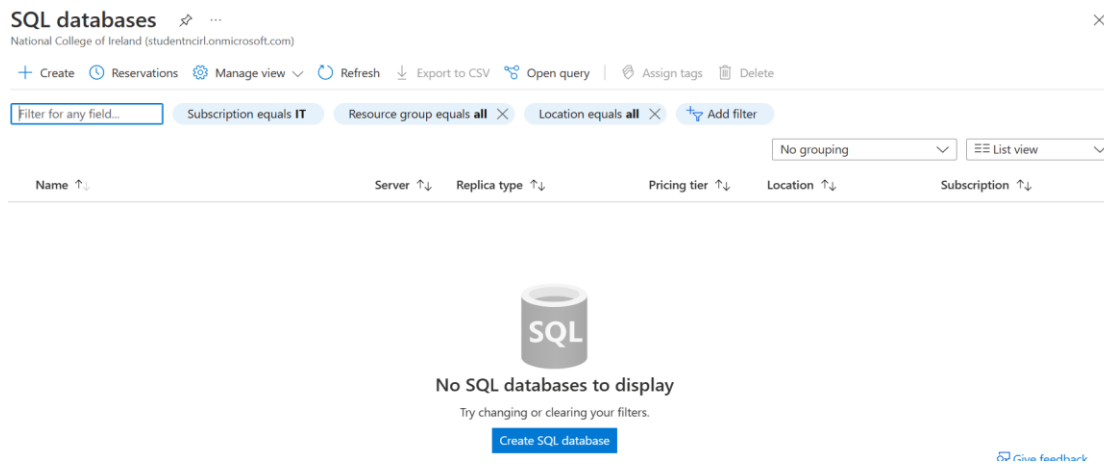 SQL databases
National College of Ireland (studentncirl.onmicrosoft.com)
Create Reservations Manage view Refresh Export to CSV Open query Assign tags Delete
Filter for any field... Subscription equals IT Resource group equals all Location equals all Add filter
No grouping List view
Name Server Replica type Pricing tier Location Subscription
SQL
No SQL databases to display
Try changing or clearing your filters.
Create SQL database
Give feedback